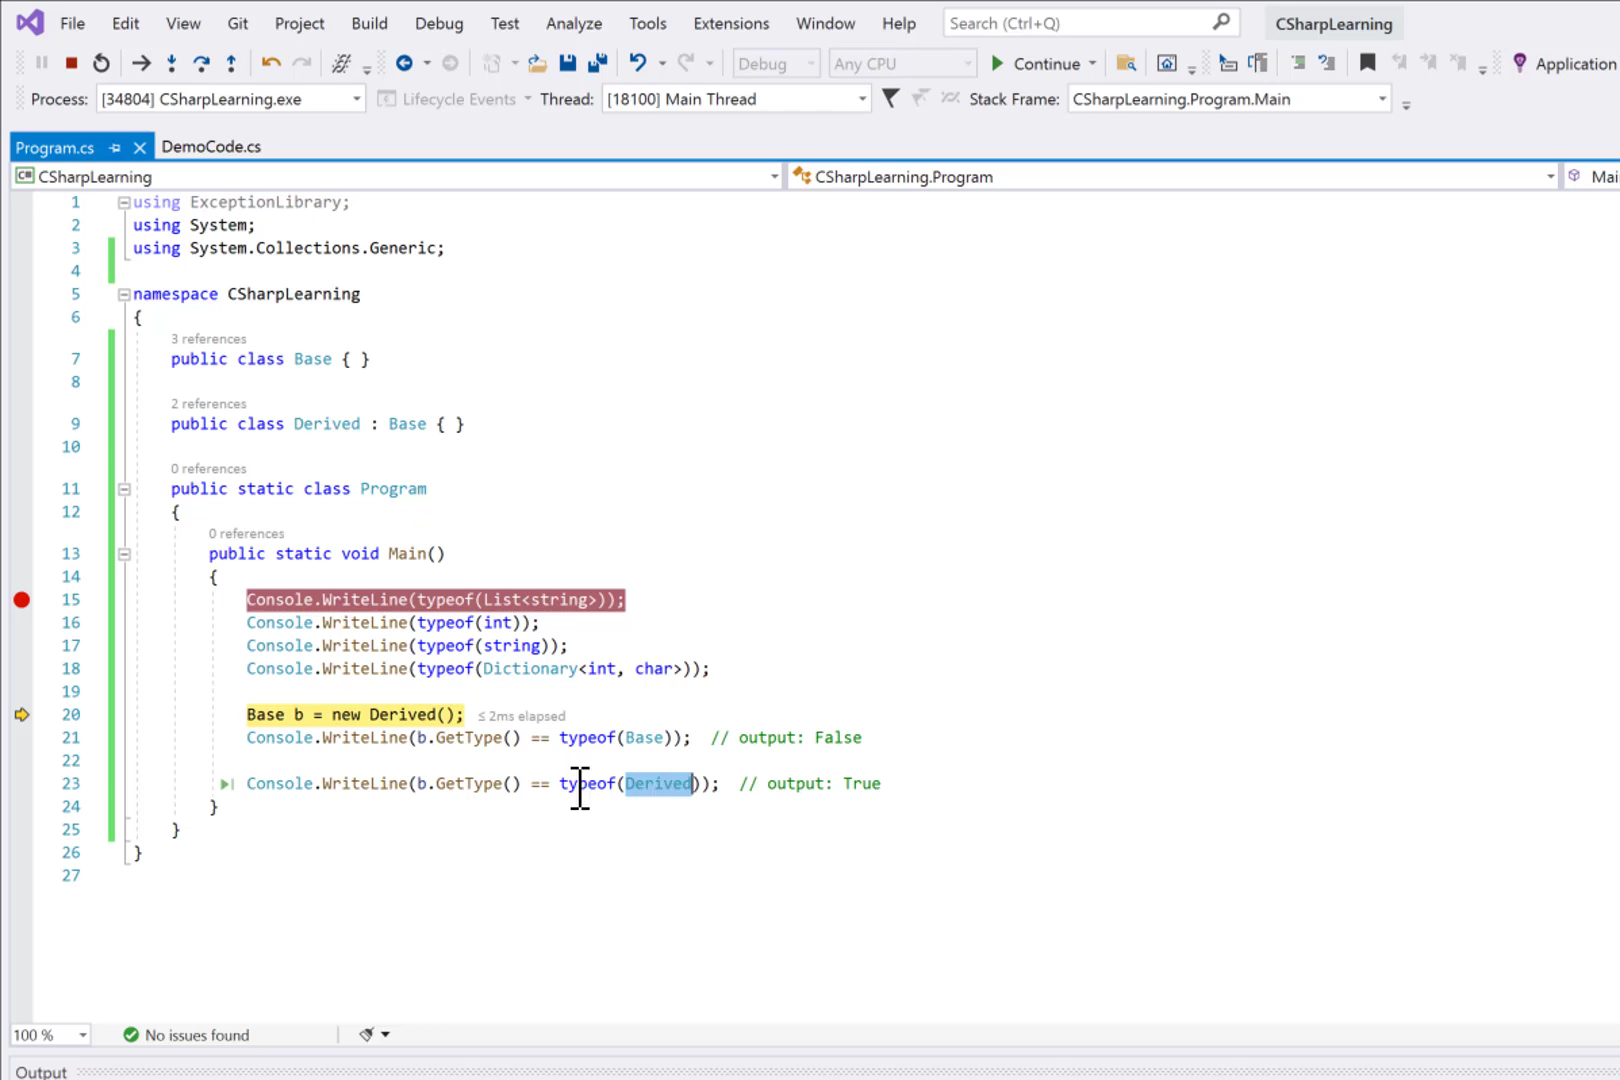 File Edit View Git Project Build Debug Test Analyze Tools Extensions Window Help Search (Ctrl+Q) CSharpLearning
Debug Any CPU Continue Application
Process: [34804] CSharpLearning.exe Lifecycle Events Thread: [18100] Main Thread Stack Frame: CSharpLearning.Program.Main
Program.cs DemoCode.cs
C# CSharpLearning CSharpLearning.Program Mai
1 using ExceptionLibrary;
2 using System;
3 using System.Collections.Generic;
4
5 namespace CSharpLearning
6 {
3 references
7 public class Base { }
8
2 references
9 public class Derived : Base { }
10
0 references
11 public static class Program
12 {
0 references
13 public static void Main()
14 {
15 Console.WriteLine(typeof(List<string>));
16 Console.WriteLine(typeof(int));
17 Console.WriteLine(typeof(string));
18 Console.WriteLine(typeof(Dictionary<int, char>));
19
20 Base b = new Derived(); ≤ 2ms elapsed
21 Console.WriteLine(b.GetType() == typeof(Base)); // output: False
22
23 Console.WriteLine(b.GetType() == typeof(Derived)); // output: True
24 }
25 }
26 }
27
100 % No issues found
Output